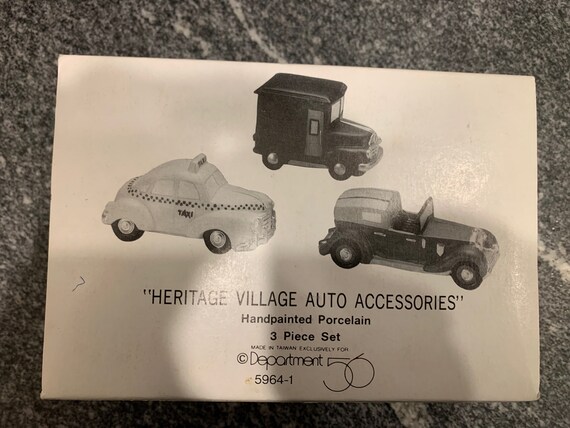 TAXI
"HERITAGE VILLAGE AUTO ACCESSORIES"
Handpainted Porcelain
3 Piece Set
MADE IN TAIWAN EXCLUSIVELY FOR
© Department 56
5964-1